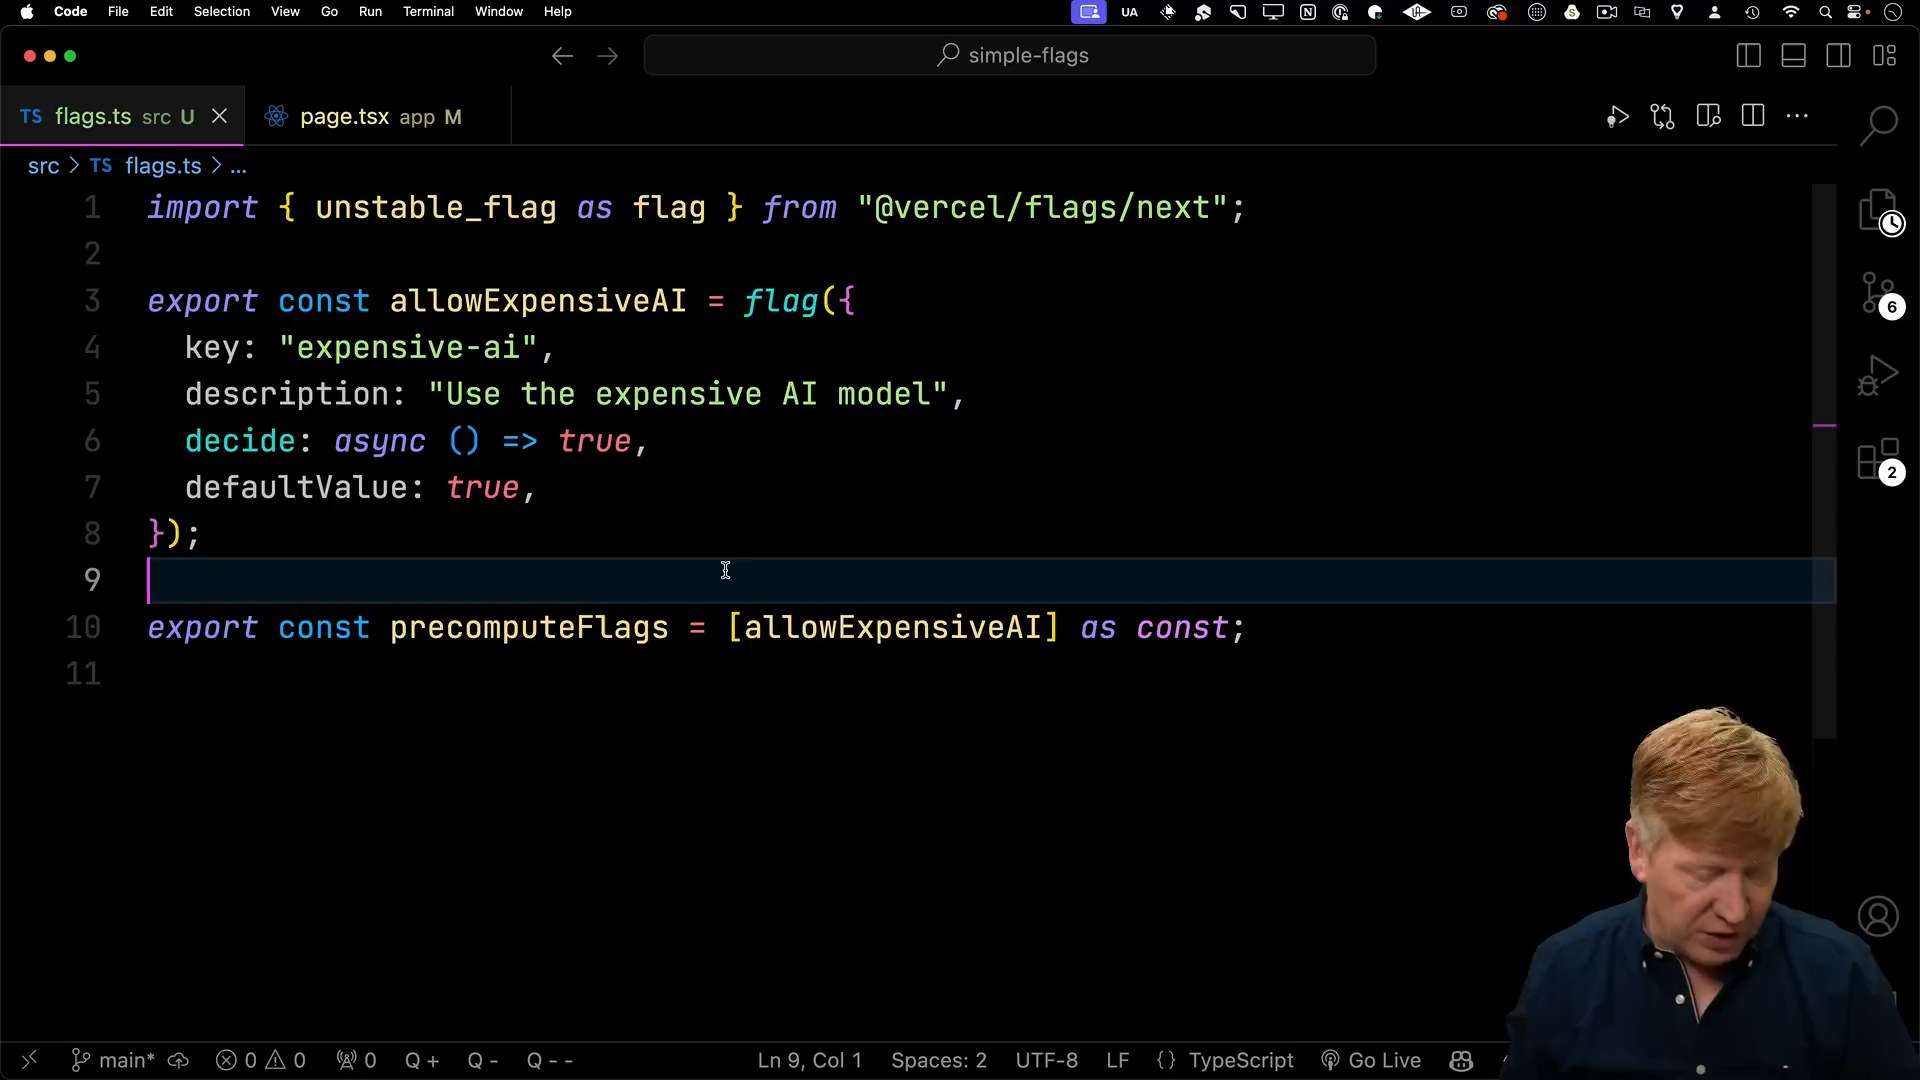 Code File Edit Selection View Go Run Terminal Window Help UA
simple-flags
TS flags.ts src U page.tsx app M
src > TS flags.ts > ...
1 import { unstable_flag as flag } from "@vercel/flags/next";
2
3 export const allowExpensiveAI = flag({
4 key: "expensive-ai",
5 description: "Use the expensive AI model",
6 decide: async () => true,
7 defaultValue: true,
8 });
9
10 export const precomputeFlags = [allowExpensiveAI] as const;
11
6
2
main* 0 0 0 Q + Q - Q - - Ln 9, Col 1 Spaces: 2 UTF-8 LF {} TypeScript Go Live